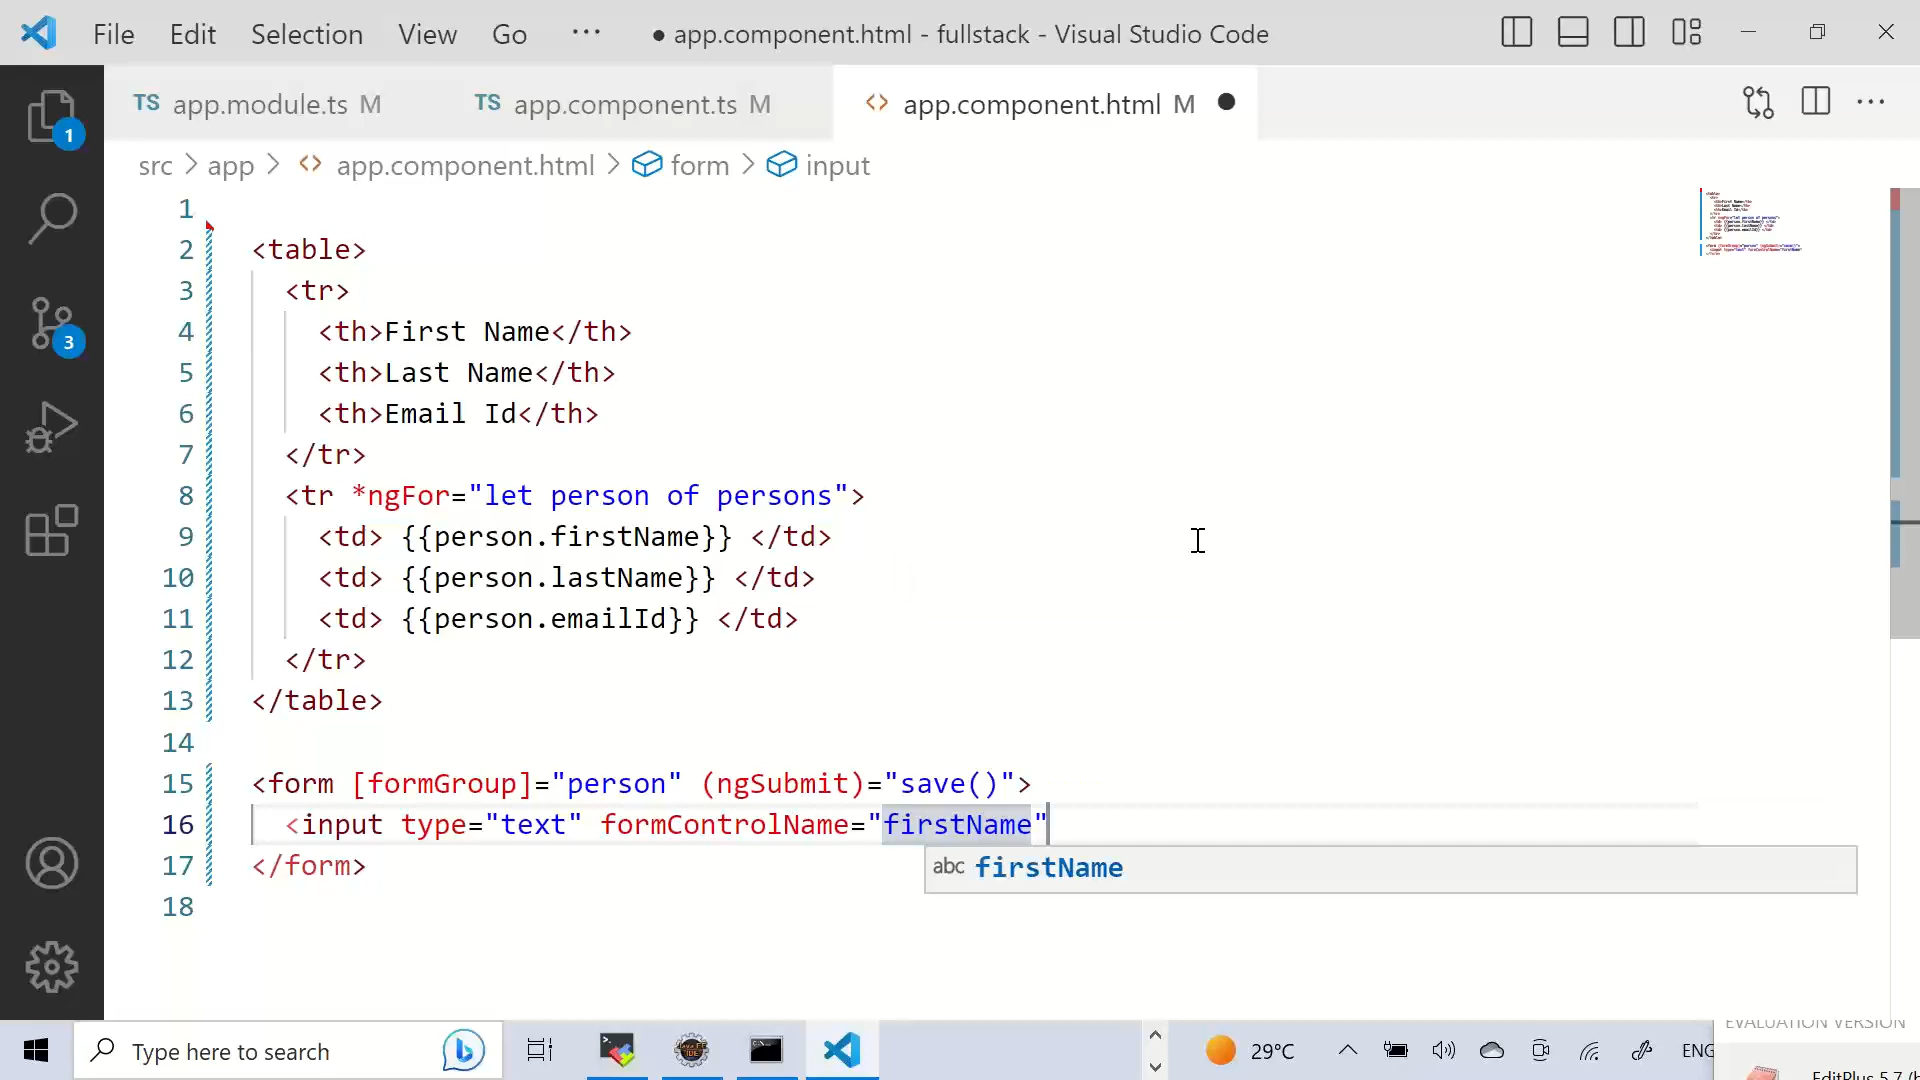 File Edit Selection View Go ··· ● app.component.html - fullstack - Visual Studio Code
TS app.module.ts M TS app.component.ts M <> app.component.html M ●
src > app > <> app.component.html > form > input
1
2 <table>
3 <tr>
4 <th>First Name</th>
5 <th>Last Name</th>
6 <th>Email Id</th>
7 </tr>
8 <tr *ngFor="let person of persons">
9 <td> {{person.firstName}} </td>
10 <td> {{person.lastName}} </td>
11 <td> {{person.emailId}} </td>
12 </tr>
13 </table>
14
15 <form [formGroup]="person" (ngSubmit)="save()">
16 <input type="text" formControlName="firstName"
abc firstName
17 </form>
18
1
3
EVALUATION VERSION
Type here to search
29°C
ENG
EditPlus 5.7